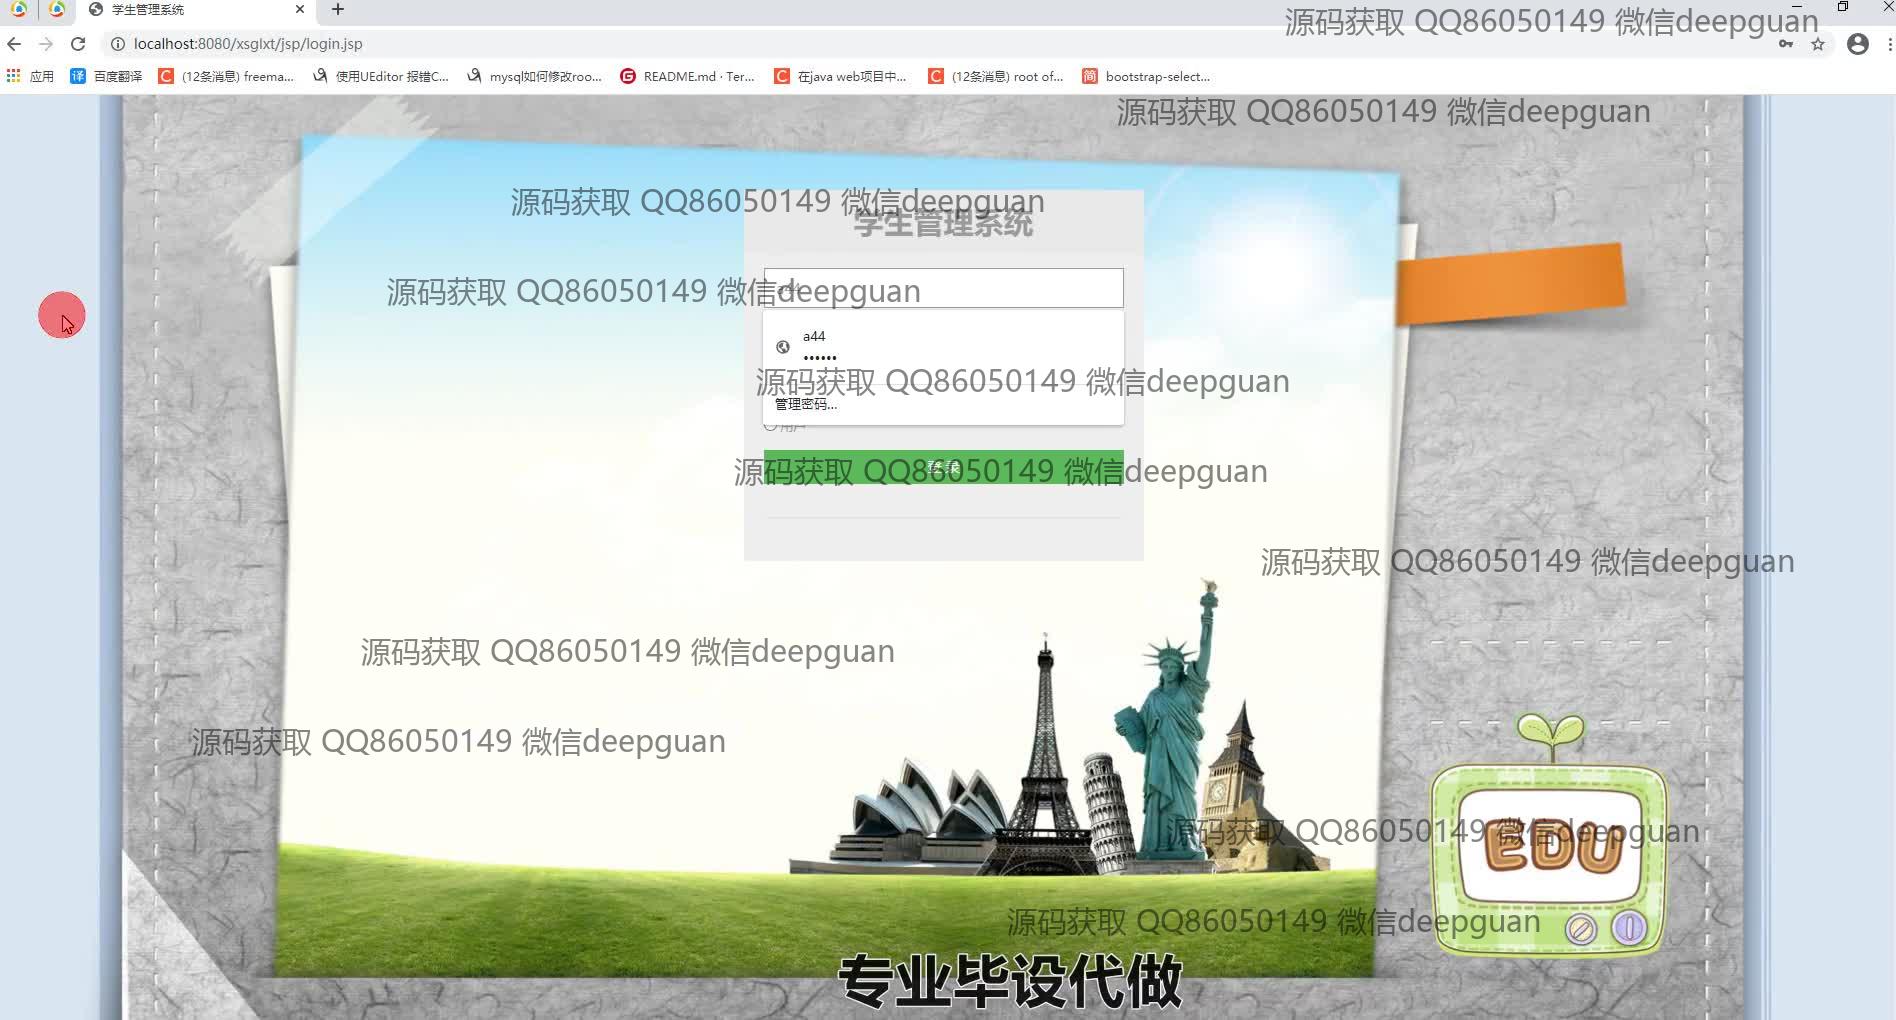 学生管理系统
源码获取 QQ86050149 微信deepguan
localhost:8080/xsglxt/jsp/login.jsp
应用 百度翻译 (12条消息) freema... 使用UEditor 报错C... mysql如何修改roo... README.md · Ter... 在java web项目中... (12条消息) root of... bootstrap-select...
源码获取 QQ86050149 微信deepguan
源码获取 QQ86050149 微信deepguan
学生管理系统
源码获取 QQ86050149 微信deepguan
a44
••••••
源码获取 QQ86050149 微信deepguan
管理密码...
用户
登录
源码获取 QQ86050149 微信deepguan
源码获取 QQ86050149 微信deepguan
源码获取 QQ86050149 微信deepguan
源码获取 QQ86050149 微信deepguan
源码获取 QQ86050149 微信deepguan
EDU
源码获取 QQ86050149 微信deepguan
专业毕设代做